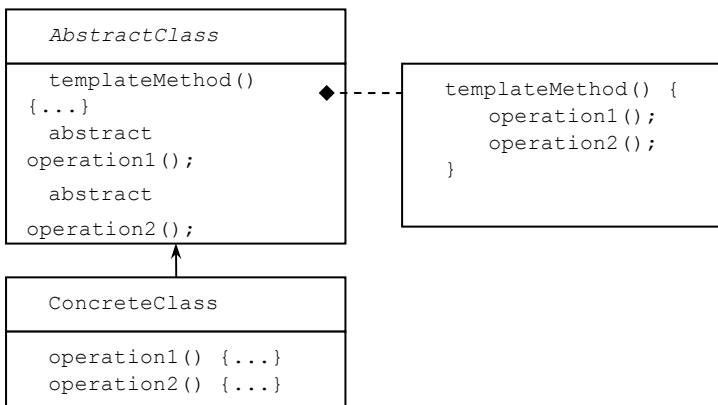 AbstractClass
templateMethod()
{...}
abstract
operation1();
abstract
operation2();
templateMethod() {
operation1();
operation2();
}
ConcreteClass
operation1() {...}
operation2() {...}